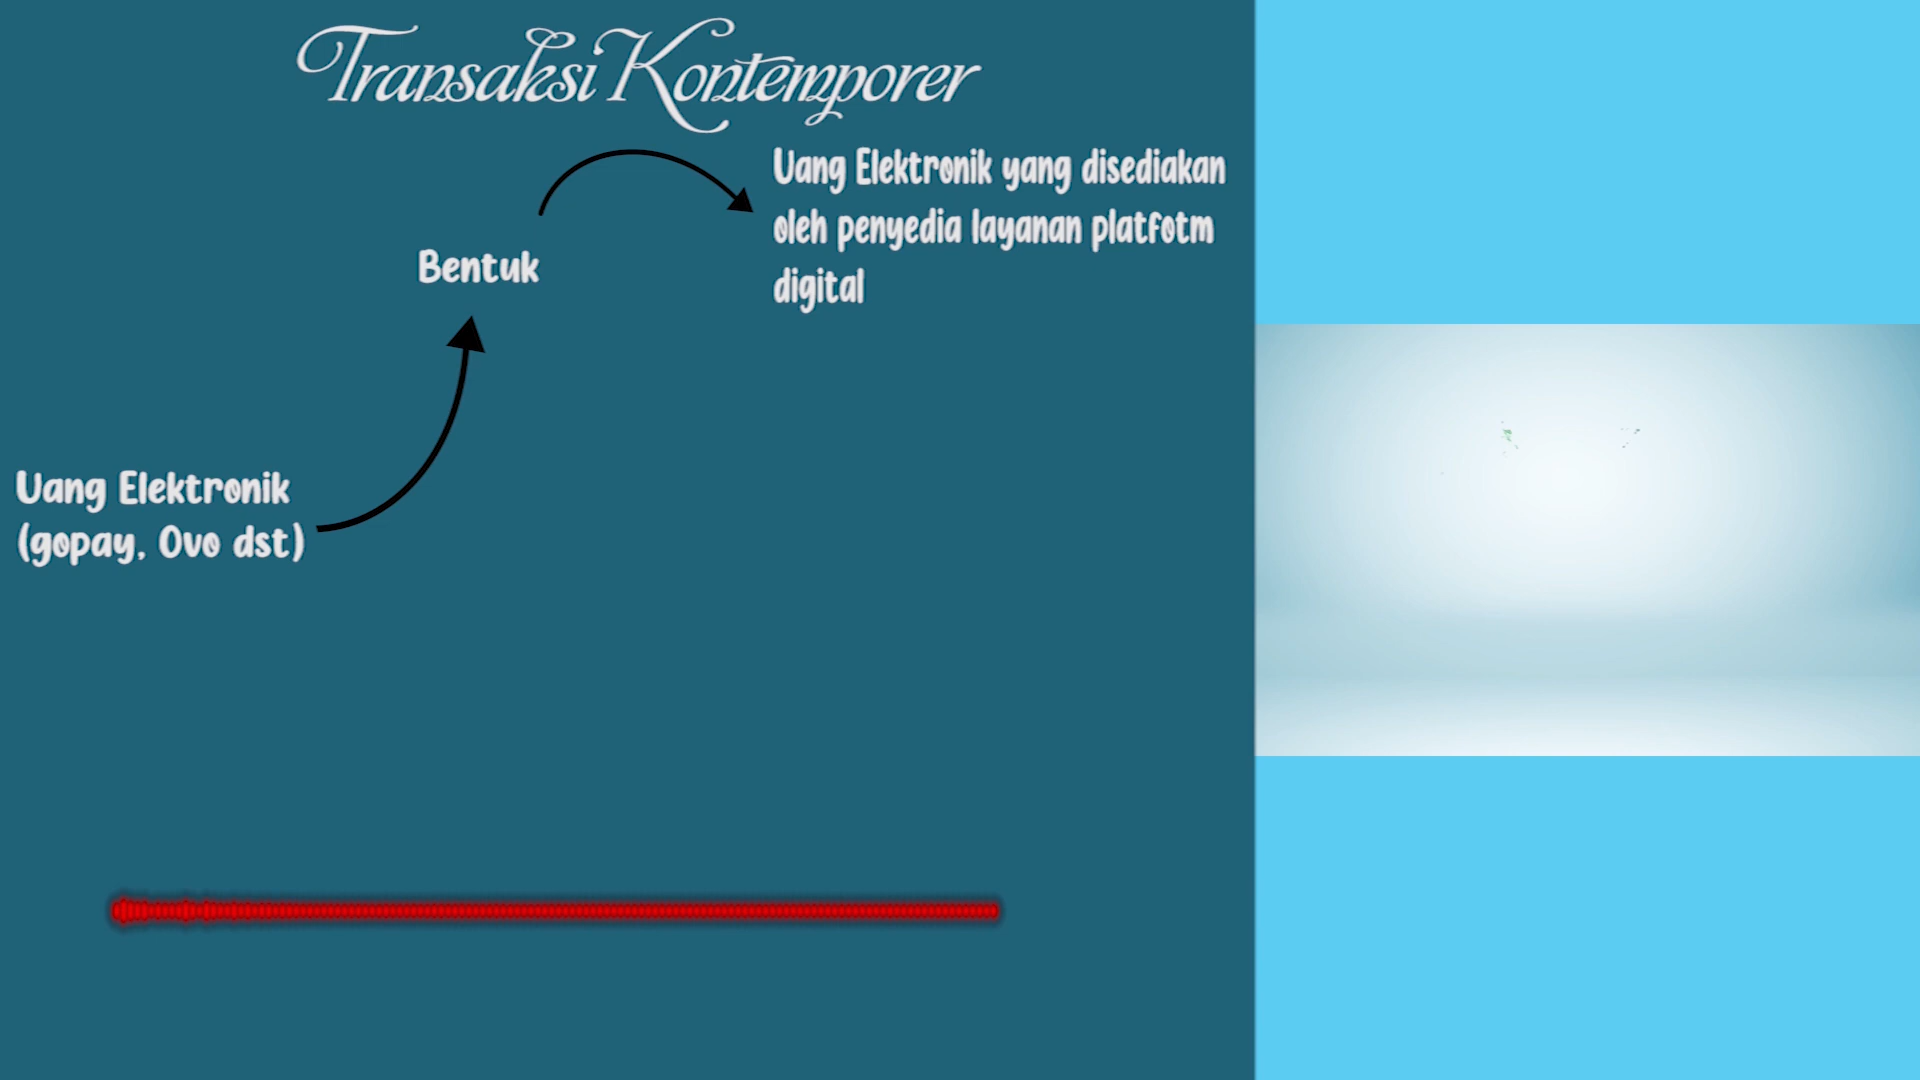 Transaksi Kontemporer
Uang Elektronik yang disediakan
oleh penyedia layanan platfotm
digital
Bentuk
Uang Elektronik
(gopay, Ovo dst)